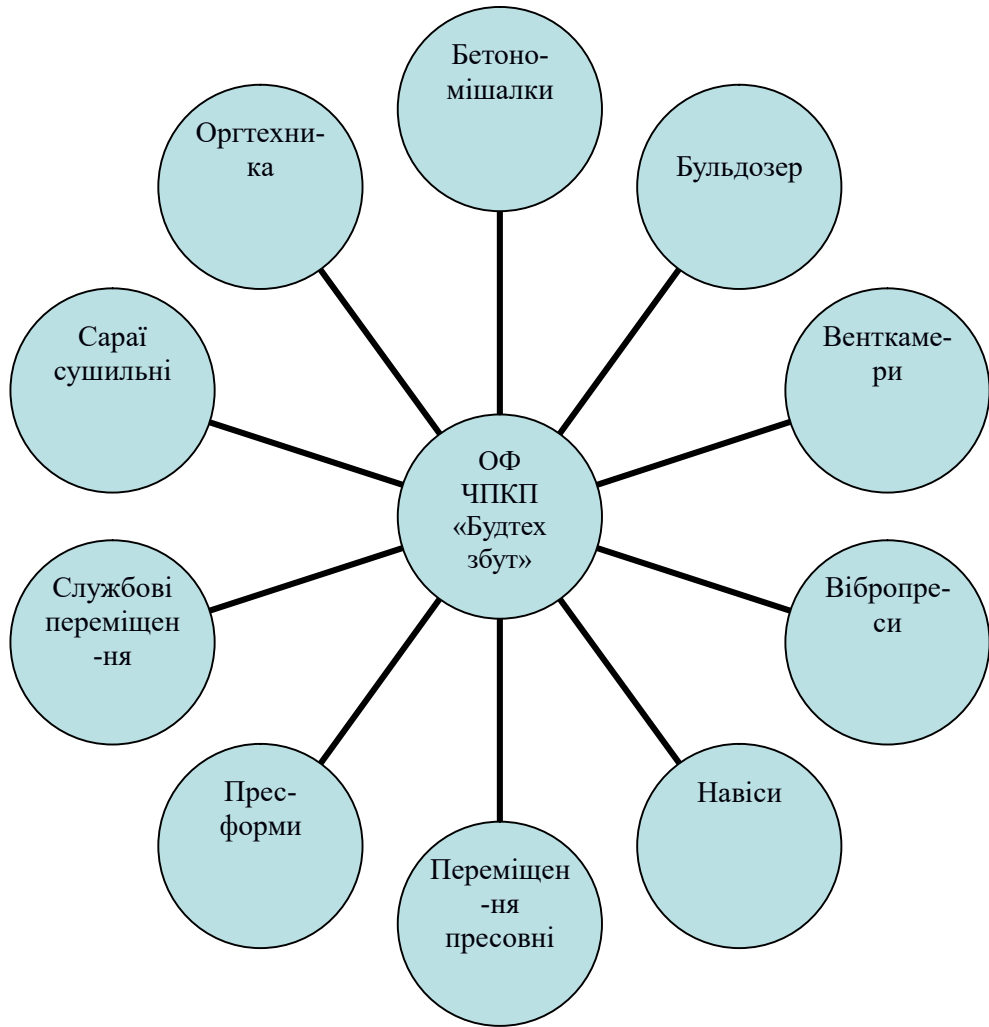 Бетоно-
мішалки
Оргтехни-
ка
Бульдозер
Сараї
сушильні
Венткаме-
ри
ОФ
ЧПКП
«Будтех
збут»
Службові
переміщен
-ня
Вібропре-
си
Прес-
форми
Навіси
Переміщен
-ня
пресовні